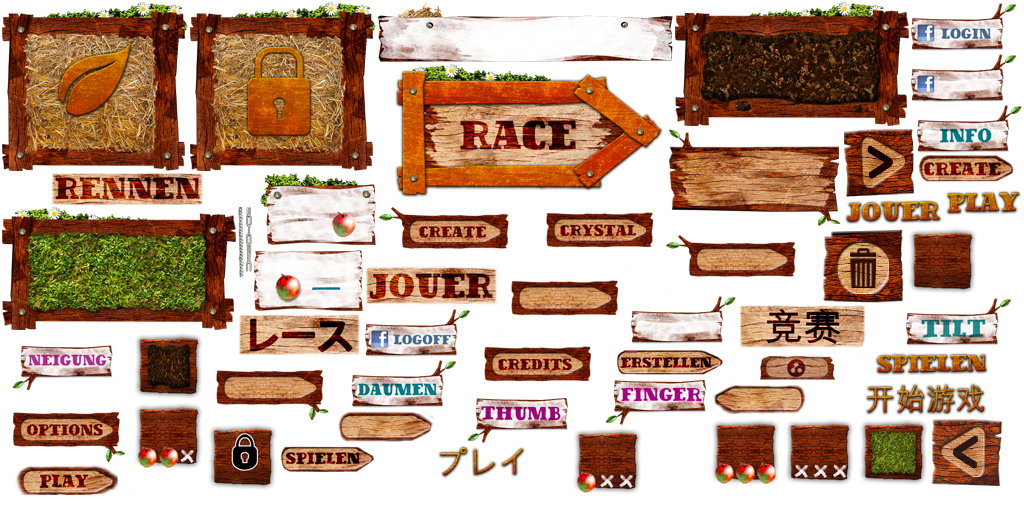 f LOGIN
f
RACE
INFO
CREATE
RENNEN
JOUER
PLAY
CREATE
CRYSTAL
JOUER
レース
f LOGOFF
竞赛
TILT
NEIGUNG
CREDITS
ERSTELLEN
SPIELEN
DAUMEN
FINGER
开始游戏
THUMB
OPTIONS
SPIELEN
プレイ
PLAY